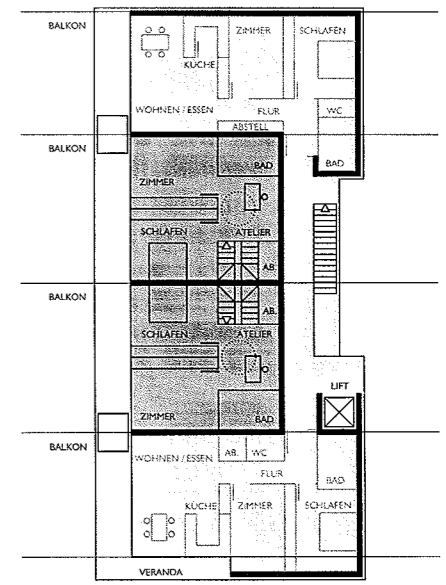 BALKON
ZIMMER
SCHLAFEN
KÜCHE
WOHNEN / ESSEN
FLUR
WC
ABSTELL
BALKON
BAD
BAD
ZIMMER
SCHLAFEN
ATELIER
AB.
BALKON
AB.
SCHLAFEN
ATELIER
LIFT
ZIMMER
BAD
BALKON
WOHNEN / ESSEN
AB.
WC
FLUR
BAD
KÜCHE
ZIMMER
SCHLAFEN
VERANDA